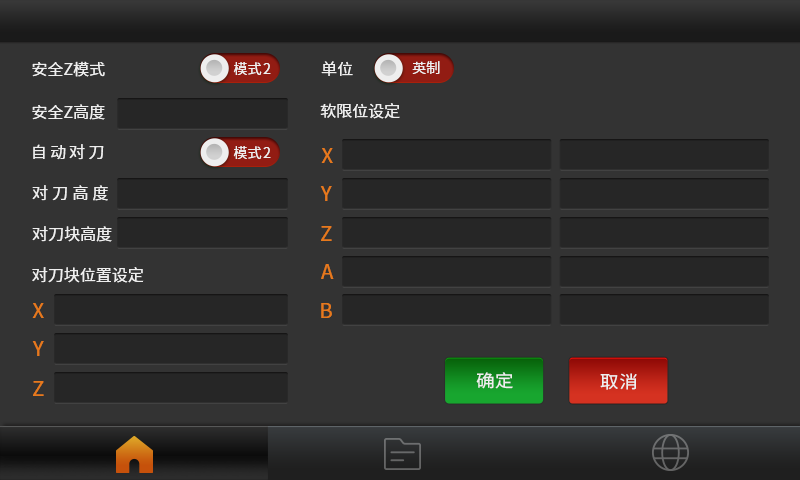 安全Z模式
模式2
安全Z高度
自动对刀
模式2
对刀高度
对刀块高度
对刀块位置设定
X
Y
Z
单位
英制
软限位设定
X
Y
Z
A
B
确定
取消